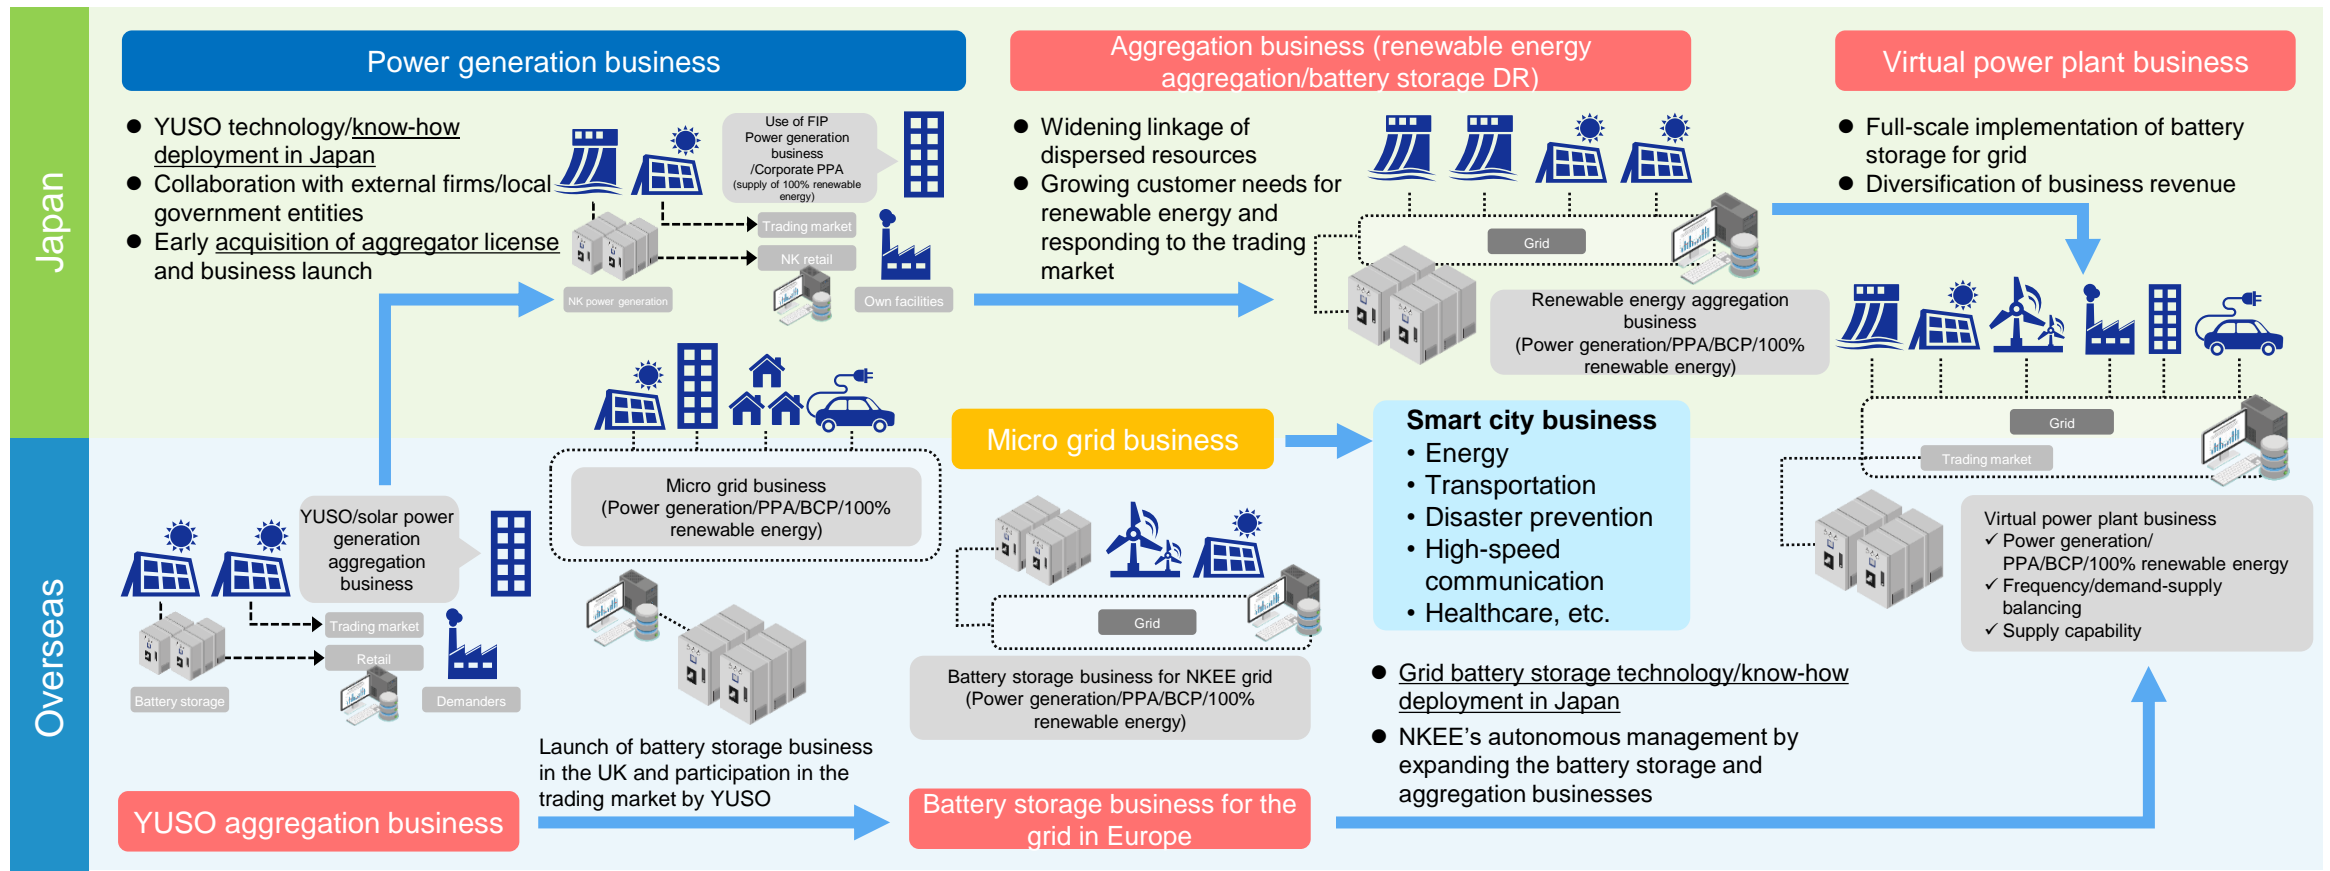 Japan
Power generation business
● YUSO technology/know-how
deployment in Japan
● Collaboration with external firms/local
government entities
● Early acquisition of aggregator license
and business launch
Use of FIP
Power generation
business
/Corporate PPA
(supply of 100% renewable
energy)
Trading market
NK retail
NK power generation
Own facilities
Aggregation business (renewable energy
aggregation/battery storage DR)
● Widening linkage of
dispersed resources
● Growing customer needs for
renewable energy and
responding to the trading
market
Grid
Renewable energy aggregation
business
(Power generation/PPA/BCP/100%
renewable energy)
Virtual power plant business
● Full-scale implementation of battery
storage for grid
● Diversification of business revenue
Grid
Trading market
Virtual power plant business
✓ Power generation/
PPA/BCP/100% renewable energy
✓ Frequency/demand-supply
balancing
✓ Supply capability
Micro grid business
(Power generation/PPA/BCP/100%
renewable energy)
Micro grid business
Smart city business
• Energy
• Transportation
• Disaster prevention
• High-speed
communication
• Healthcare, etc.
Overseas
YUSO/solar power
generation
aggregation
business
Trading market
Retail
Battery storage
Demanders
YUSO aggregation business
Launch of battery storage business
in the UK and participation in the
trading market by YUSO
Grid
Battery storage business for NKEE grid
(Power generation/PPA/BCP/100%
renewable energy)
Battery storage business for the
grid in Europe
● Grid battery storage technology/know-how
deployment in Japan
● NKEE’s autonomous management by
expanding the battery storage and
aggregation businesses